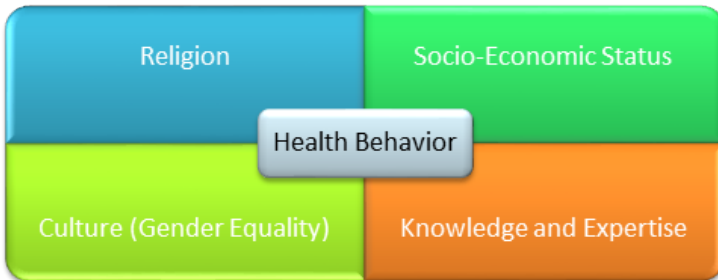 Religion
Socio-Economic Status
Health Behavior
Culture (Gender Equality)
Knowledge and Expertise